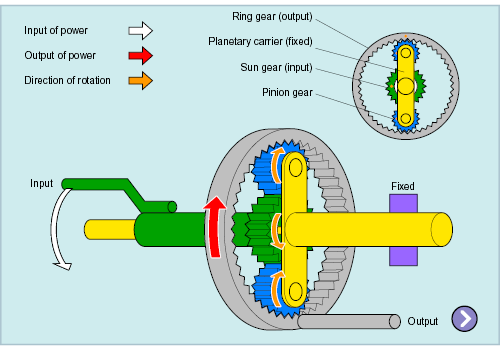 Input of power
Output of power
Direction of rotation
Ring gear (output)
Planetary carrier (fixed)
Sun gear (input)
Pinion gear
Input
Fixed
Output